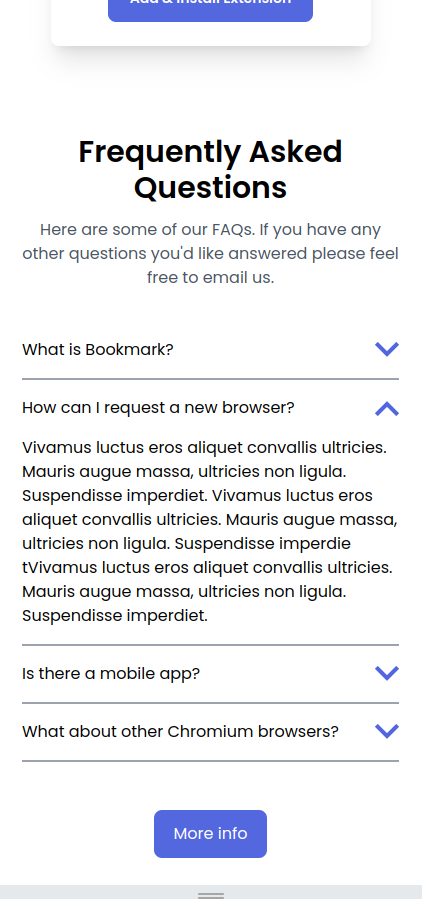 Add & Install Extension
Frequently Asked
Questions
Here are some of our FAQs. If you have any
other questions you'd like answered please feel
free to email us.
What is Bookmark?
How can I request a new browser?
Vivamus luctus eros aliquet convallis ultricies.
Mauris augue massa, ultricies non ligula.
Suspendisse imperdiet. Vivamus luctus eros
aliquet convallis ultricies. Mauris augue massa,
ultricies non ligula. Suspendisse imperdie
tVivamus luctus eros aliquet convallis ultricies.
Mauris augue massa, ultricies non ligula.
Suspendisse imperdiet.
Is there a mobile app?
What about other Chromium browsers?
More info